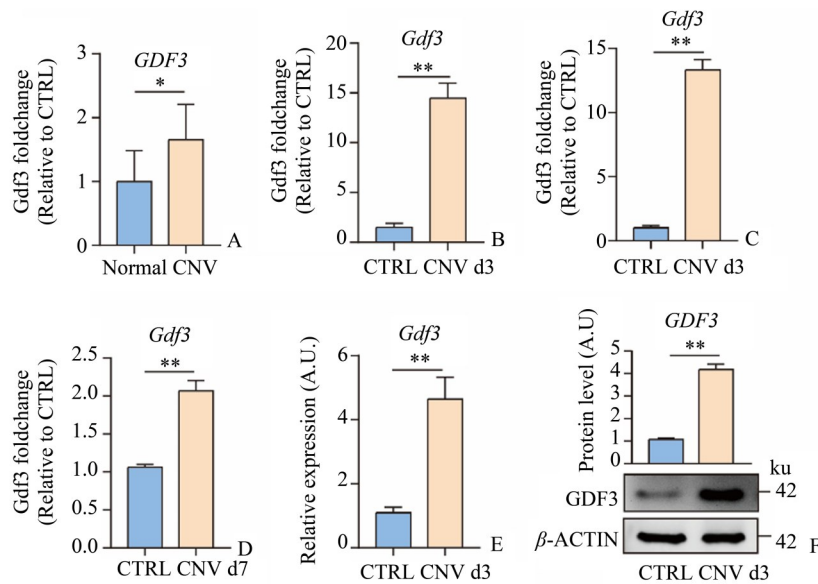 GDF3
*
Gdf3 foldchange
(Relative to CTRL)
3
2
1
0
Normal CNV
A
Gdf3
**
Gdf3 foldchange
(Relative to CTRL)
20
15
10
5
0
CTRL CNV d3
B
Gdf3
**
Gdf3 foldchange
(Relative to CTRL)
15
10
5
0
CTRL CNV d3
C
Gdf3
**
Gdf3 foldchange
(Relative to CTRL)
2.5
2.0
1.5
1.0
0.5
0.0
CTRL CNV d7
D
Gdf3
**
Relative expression (A.U.)
6
4
2
0
CTRL CNV d3
E
GDF3
**
Protein level (A.U)
5
4
3
2
1
0
ku
GDF3
42
β-ACTIN
42
CTRL CNV d3
F